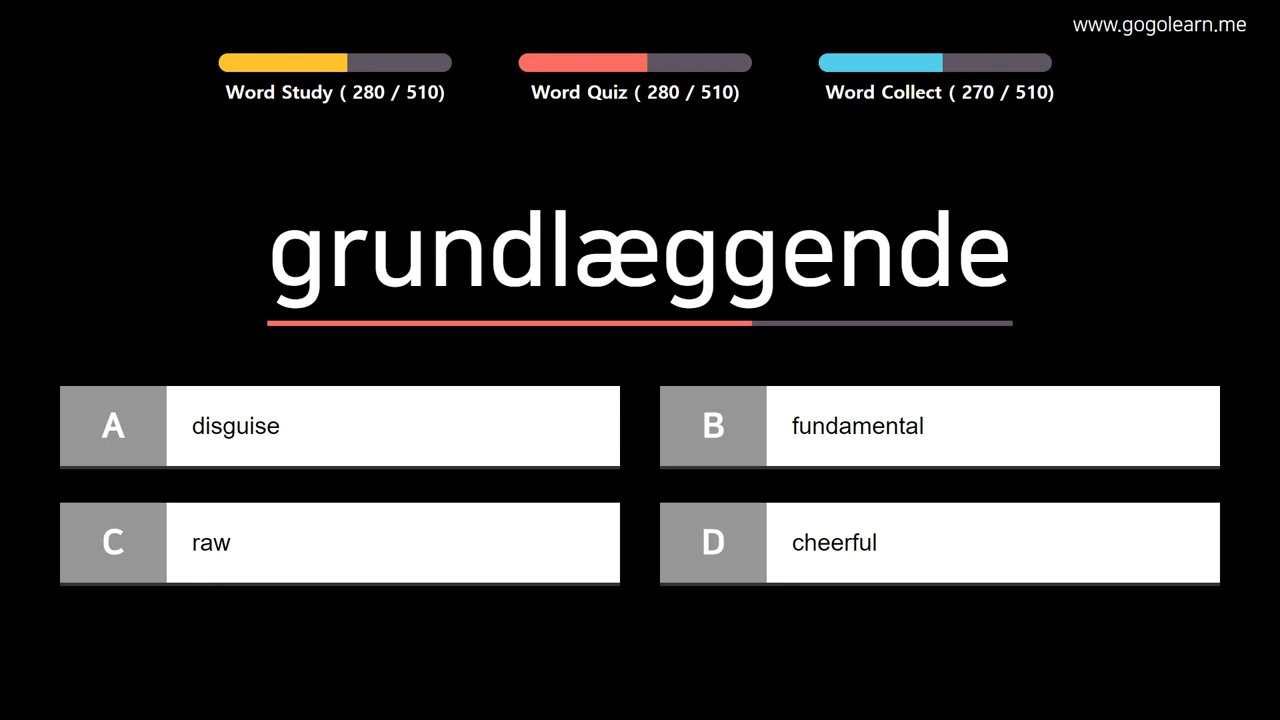 www.gogolearn.me
Word Study ( 280 / 510)
Word Quiz ( 280 / 510)
Word Collect ( 270 / 510)
grundlæggende
A disguise
B fundamental
C raw
D cheerful